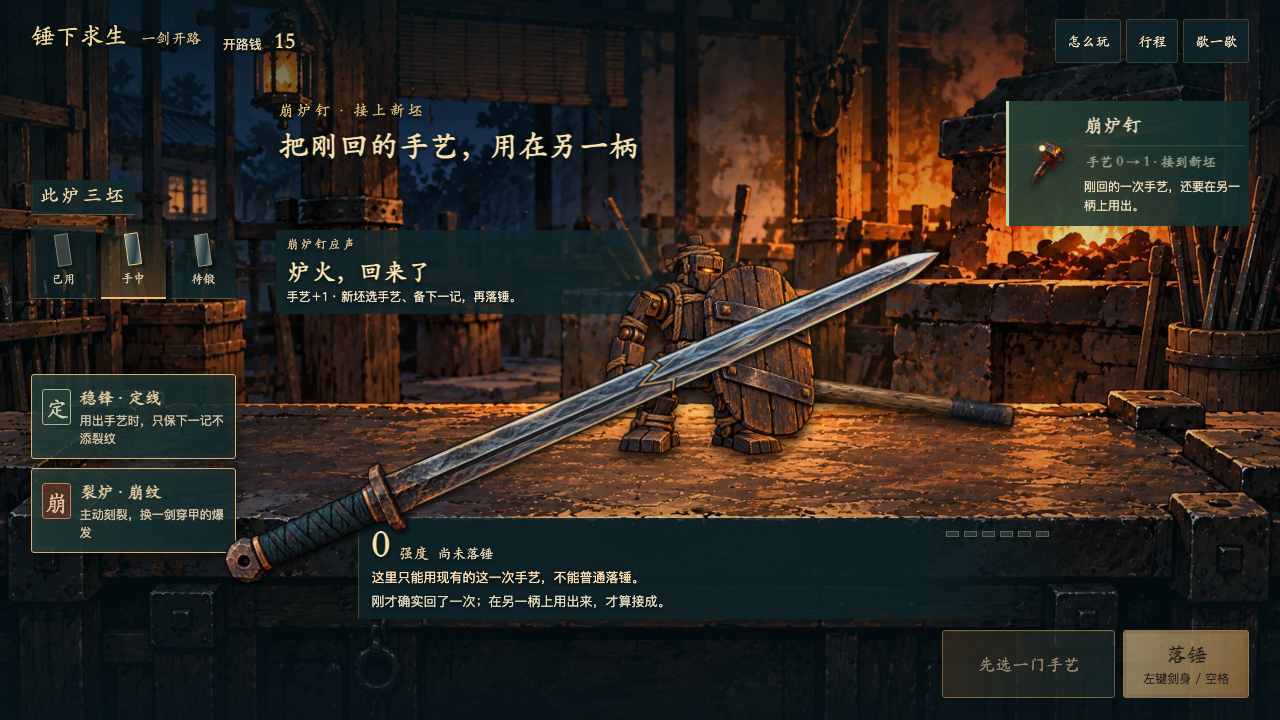 锤下求生 一剑开路 开路钱 15
怎么玩 行程 歇一歇
崩炉钉 · 接上新坯
把刚回的手艺，用在另一柄
崩炉钉
手艺 0→1 · 接到新坯
刚回的一次手艺，还要在另一
柄上用出。
此炉三坯
已用 手中 待锻
崩炉钉应声
炉火，回来了
手艺+1 · 新坯选手艺、备下一记，再落锤。
定
稳锋 · 定线
用出手艺时，只保下一记不
添裂纹
崩
裂炉 · 崩纹
主动刻裂，换一剑穿甲的爆
发
0 强度 尚未落锤
这里只能用现有的这一次手艺，不能普通落锤。
刚才确实回了一次；在另一柄上用出来，才算接成。
先选一门手艺
落锤
左键剑身 / 空格